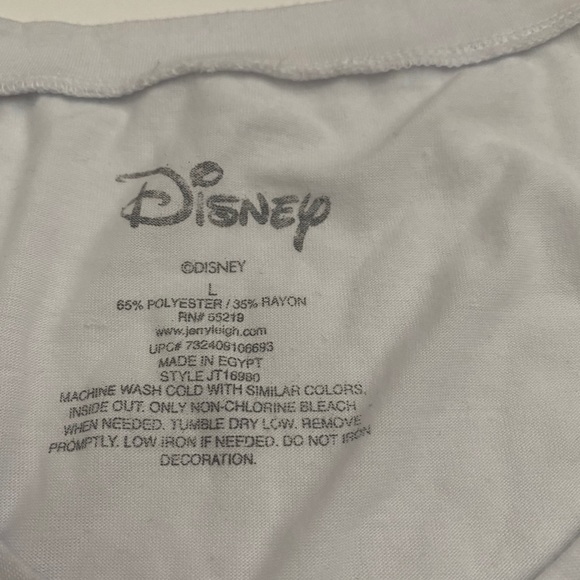 Disney
©DISNEY
L
65% POLYESTER / 35% RAYON
RN# 55219
www.jerryleigh.com
UPC# 732409106693
MADE IN EGYPT
STYLE JT16980
MACHINE WASH COLD WITH SIMILAR COLORS,
INSIDE OUT. ONLY NON-CHLORINE BLEACH
WHEN NEEDED. TUMBLE DRY LOW. REMOVE
PROMPTLY. LOW IRON IF NEEDED. DO NOT IRON
DECORATION.